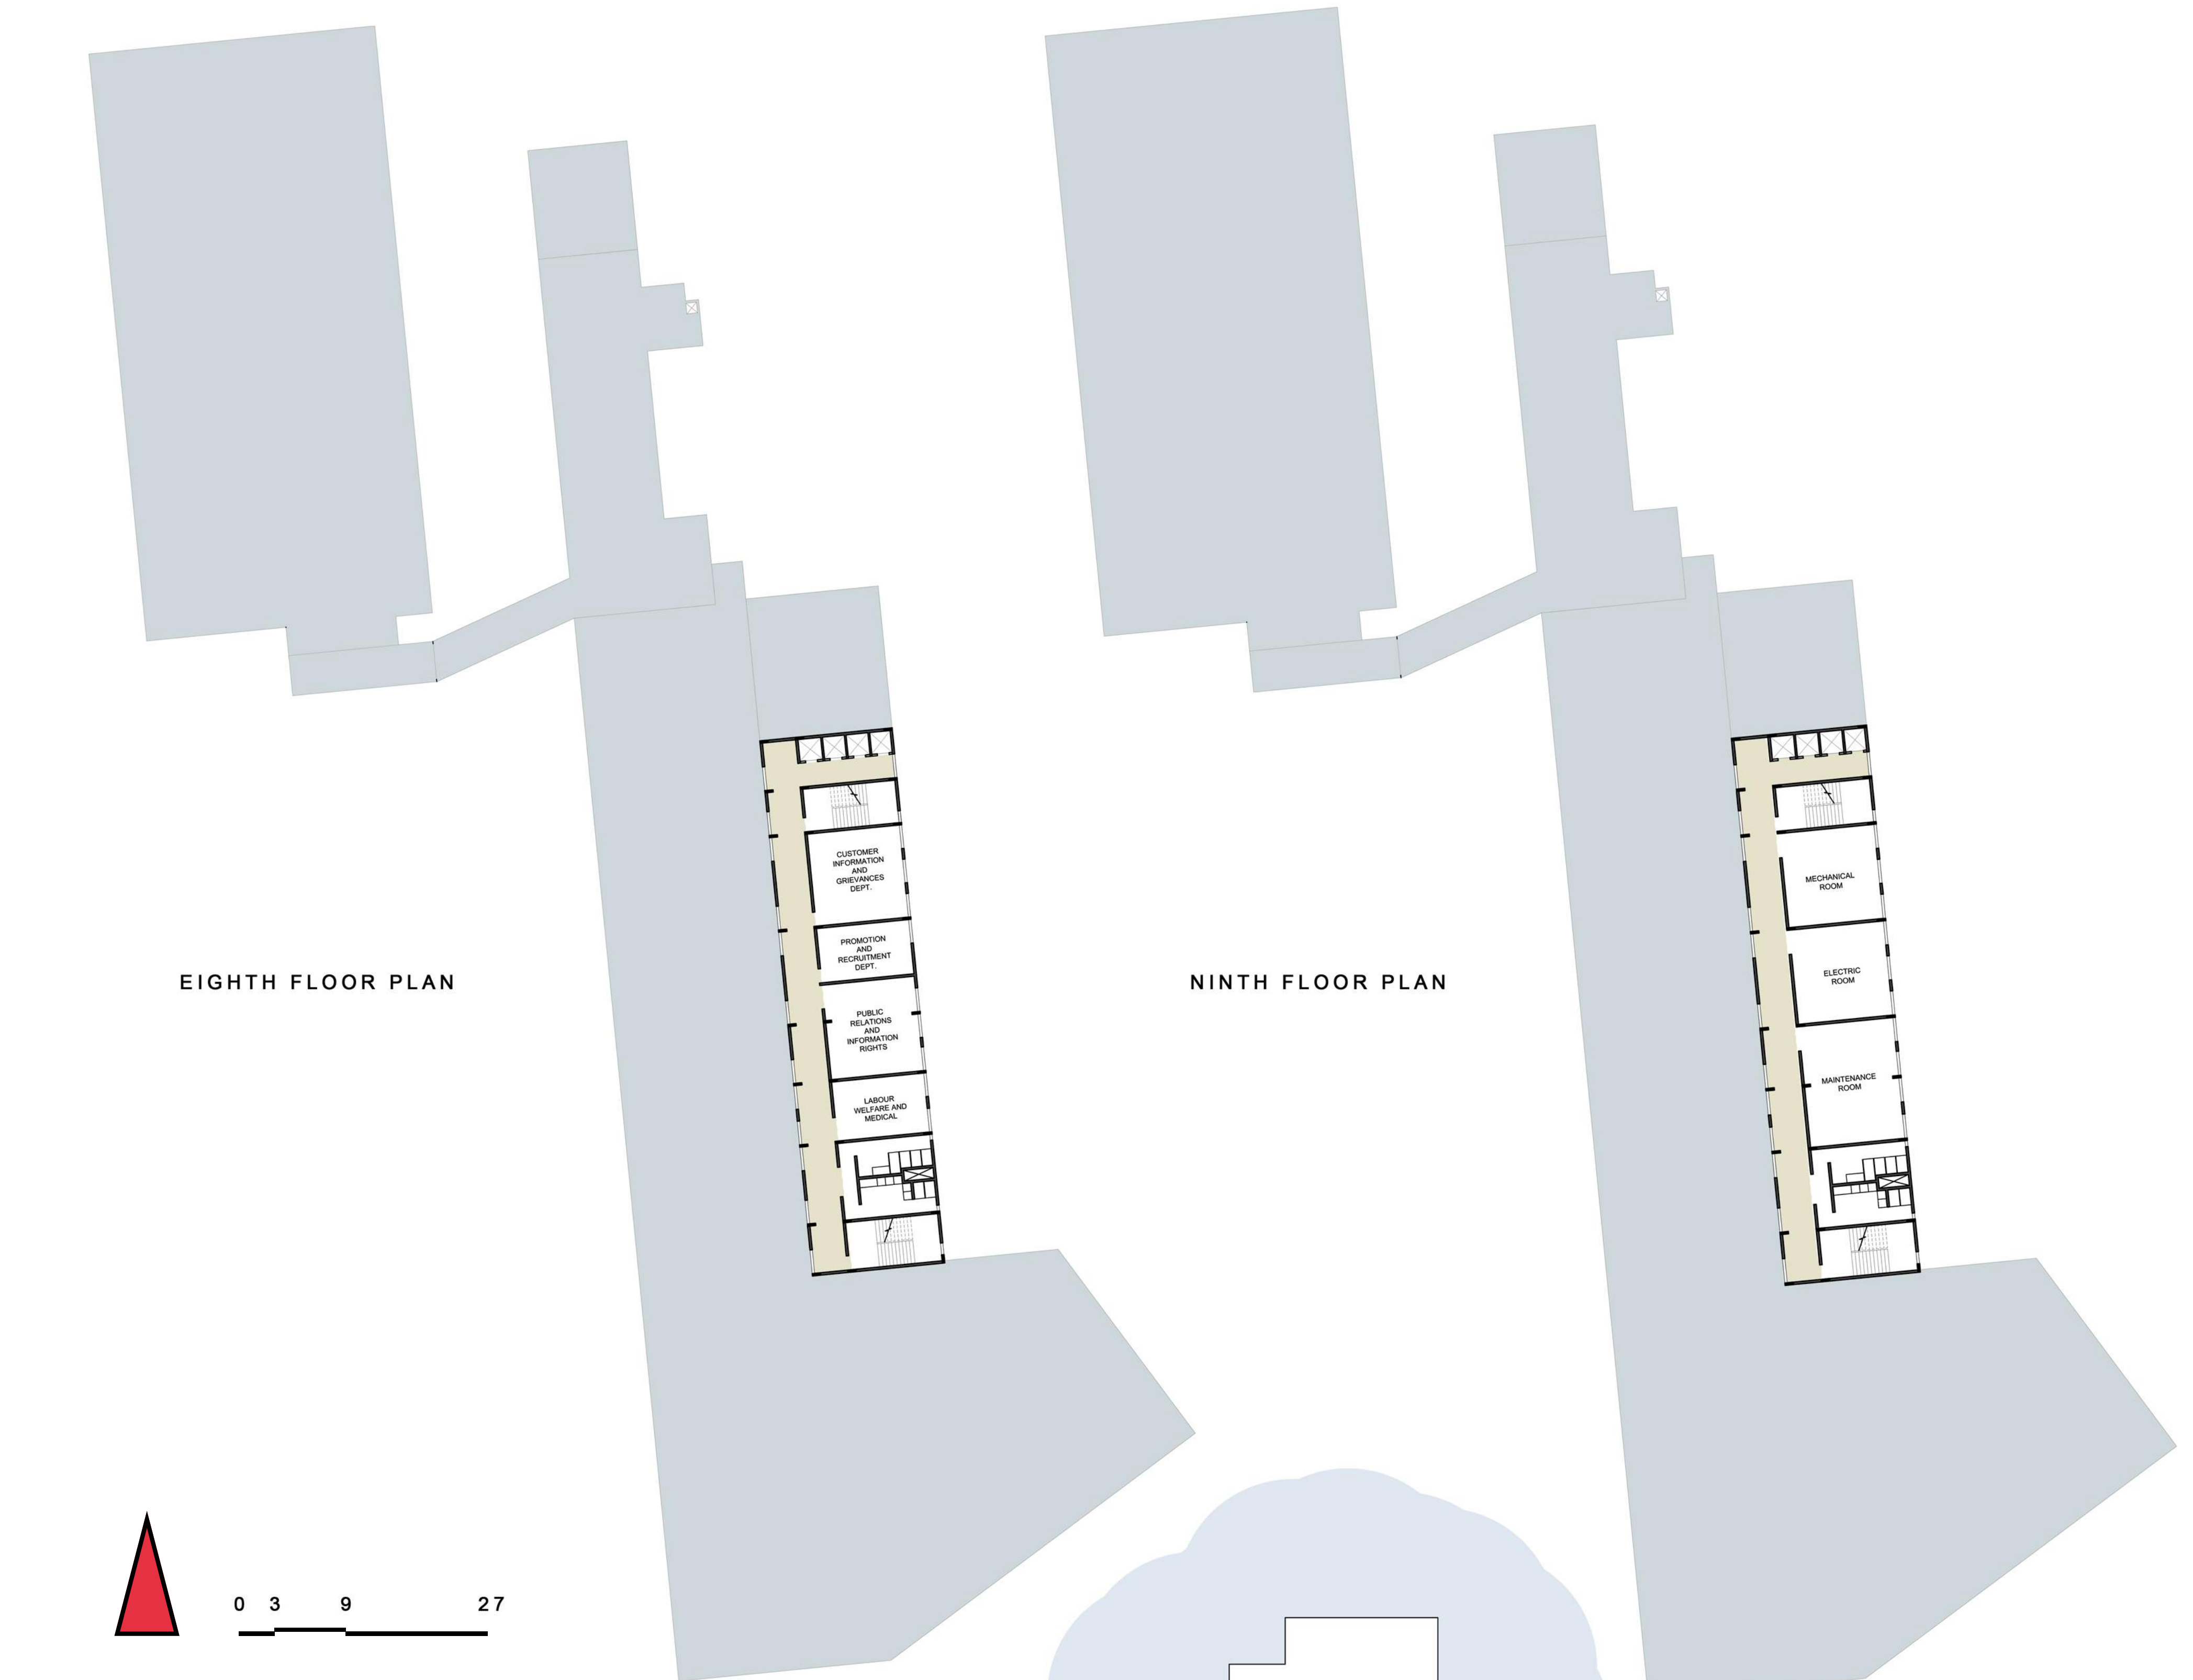 CUSTOMER
INFORMATION
AND
GRIEVANCES
DEPT.
PROMOTION
AND
RECRUITMENT
DEPT.
PUBLIC
RELATIONS
AND
INFORMATION
RIGHTS
LABOUR
WELFARE AND
MEDICAL
EIGHTH FLOOR PLAN
MECHANICAL
ROOM
ELECTRIC
ROOM
MAINTENANCE
ROOM
NINTH FLOOR PLAN
0 3 9 27